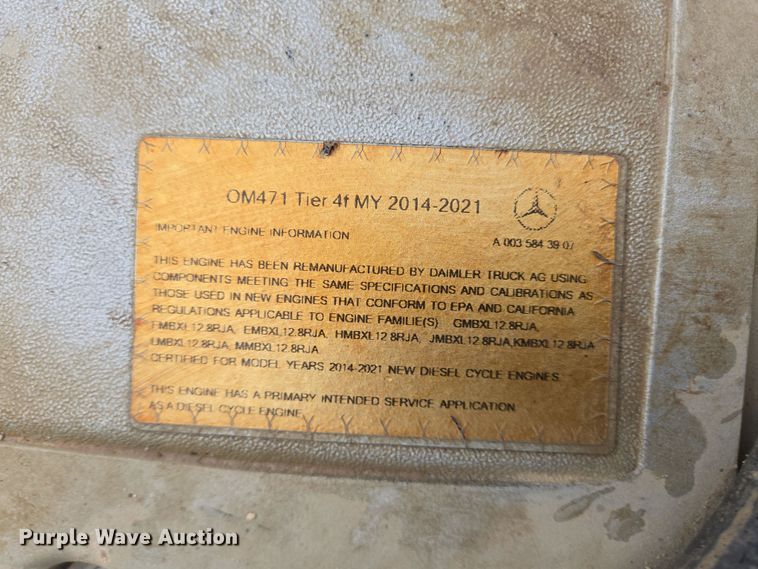 OM471 Tier 4f MY 2014-2021
IMPORTANT ENGINE INFORMATION
A 003 584 39 07
THIS ENGINE HAS BEEN REMANUFACTURED BY DAIMLER TRUCK AG USING
COMPONENTS MEETING THE SAME SPECIFICATIONS AND CALIBRATIONS AS
THOSE USED IN NEW ENGINES THAT CONFORM TO EPA AND CALIFORNIA
REGULATIONS APPLICABLE TO ENGINE FAMILIE(S) GMBXL12.8RJA,
FMBXL12.8RJA, EMBXL12.8RJA, HMBXL12.8RJA, JMBXL12.8RJA,KMBXL12.8RJA
LMBXL12.8RJA, MMBXL12.8RJA
CERTIFIED FOR MODEL YEARS 2014-2021 NEW DIESEL CYCLE ENGINES
THIS ENGINE HAS A PRIMARY INTENDED SERVICE APPLICATION
AS A DIESEL CYCLE ENGINE
Purple Wave Auction